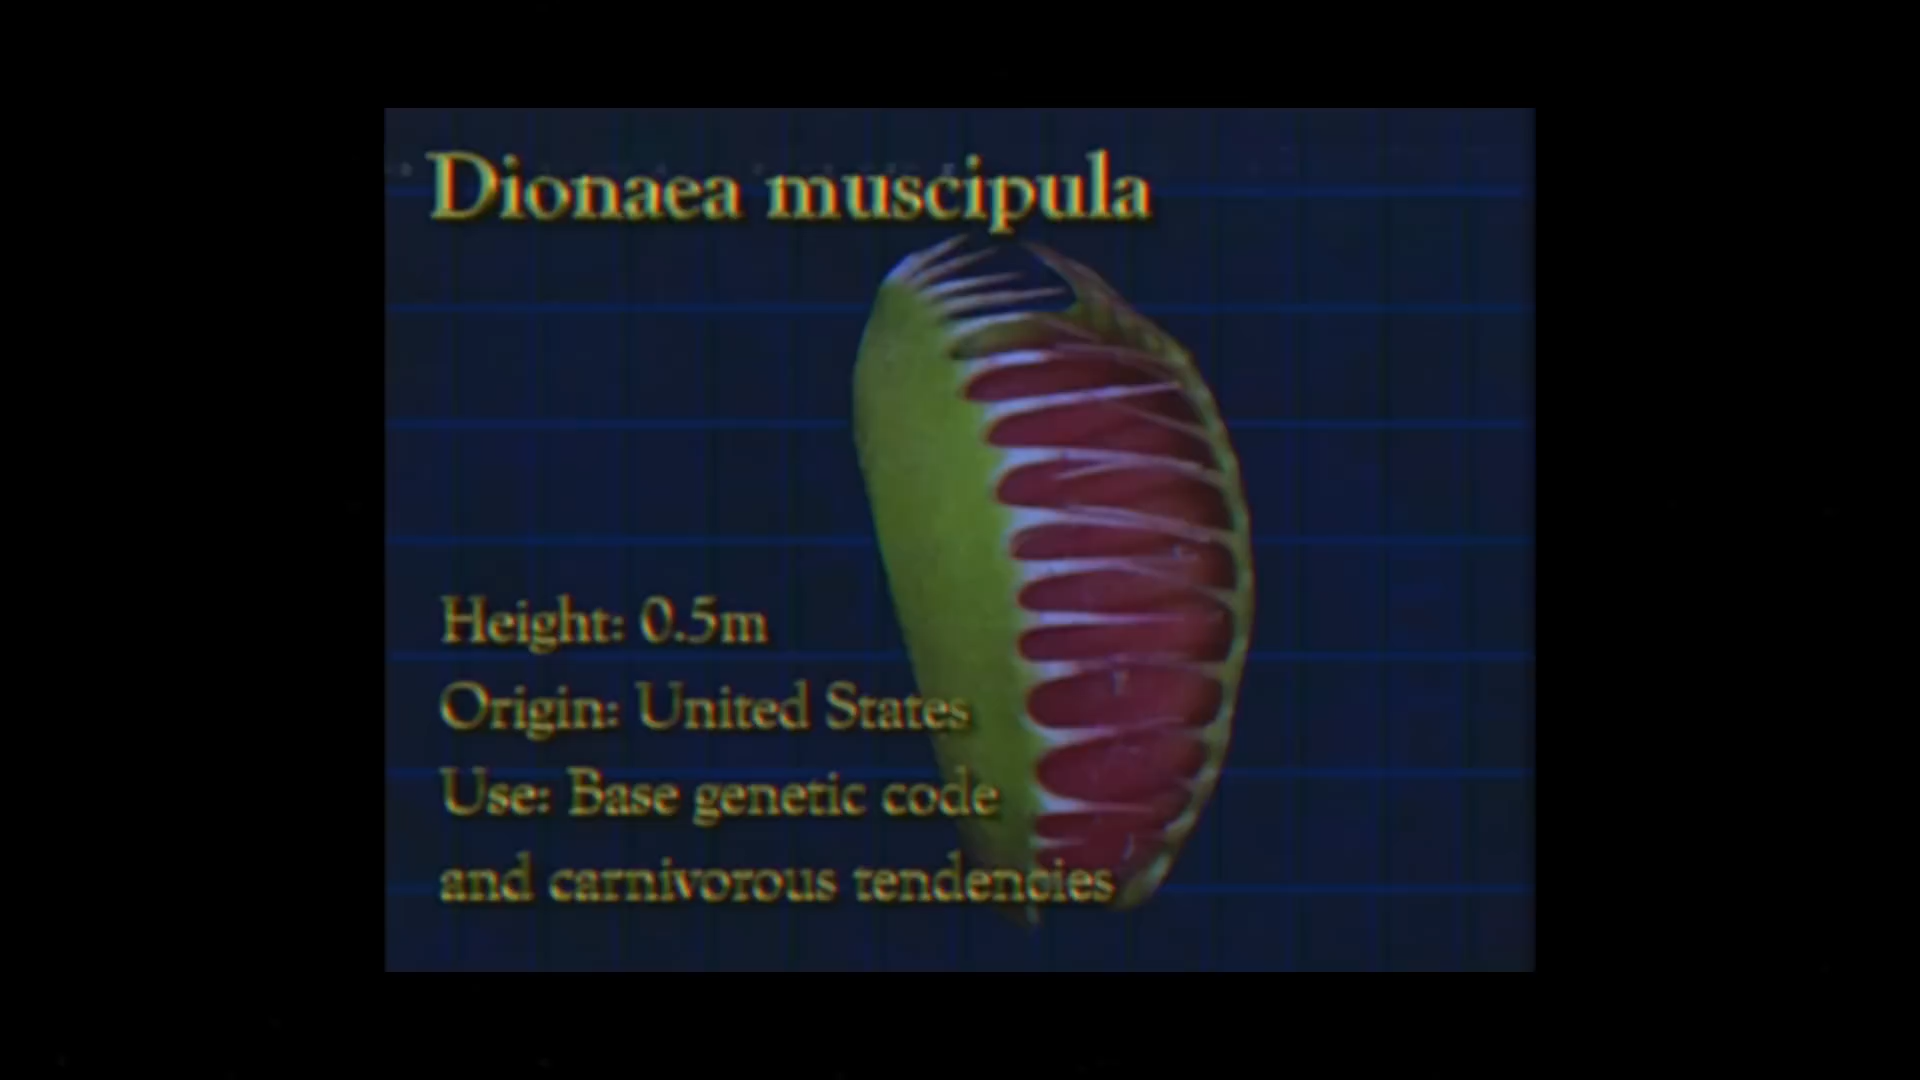 Dionaea muscipula
Height: 0.5m
Origin: United States
Use: Base genetic code
and carnivorous tendencies